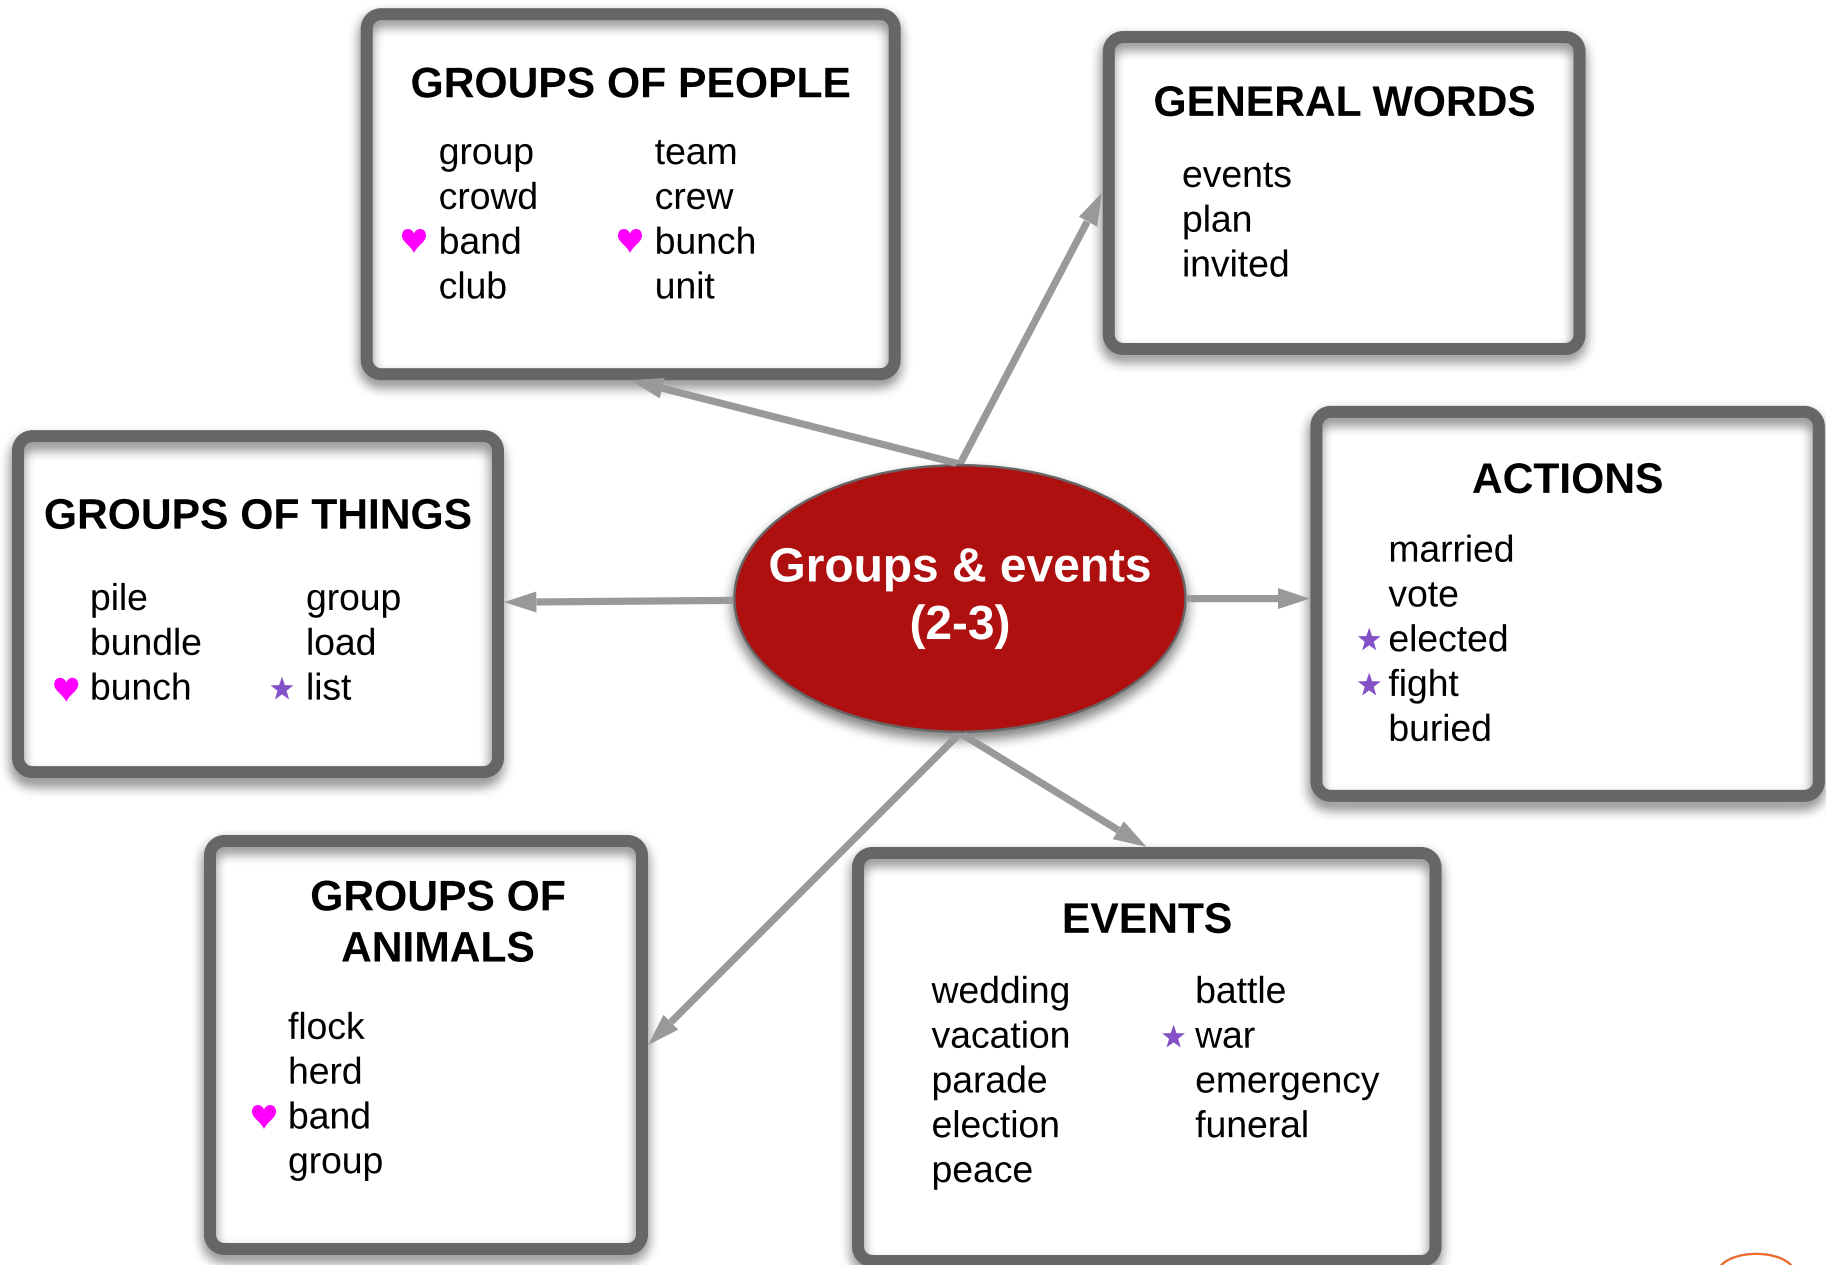 GROUPS OF PEOPLE
group
crowd
♥ band
club
team
crew
♥ bunch
unit
GENERAL WORDS
events
plan
invited
GROUPS OF THINGS
pile
bundle
♥ bunch
group
load
★ list
Groups & events
(2-3)
ACTIONS
married
vote
★ elected
★ fight
buried
GROUPS OF
ANIMALS
flock
herd
♥ band
group
EVENTS
wedding
vacation
parade
election
peace
battle
★ war
emergency
funeral